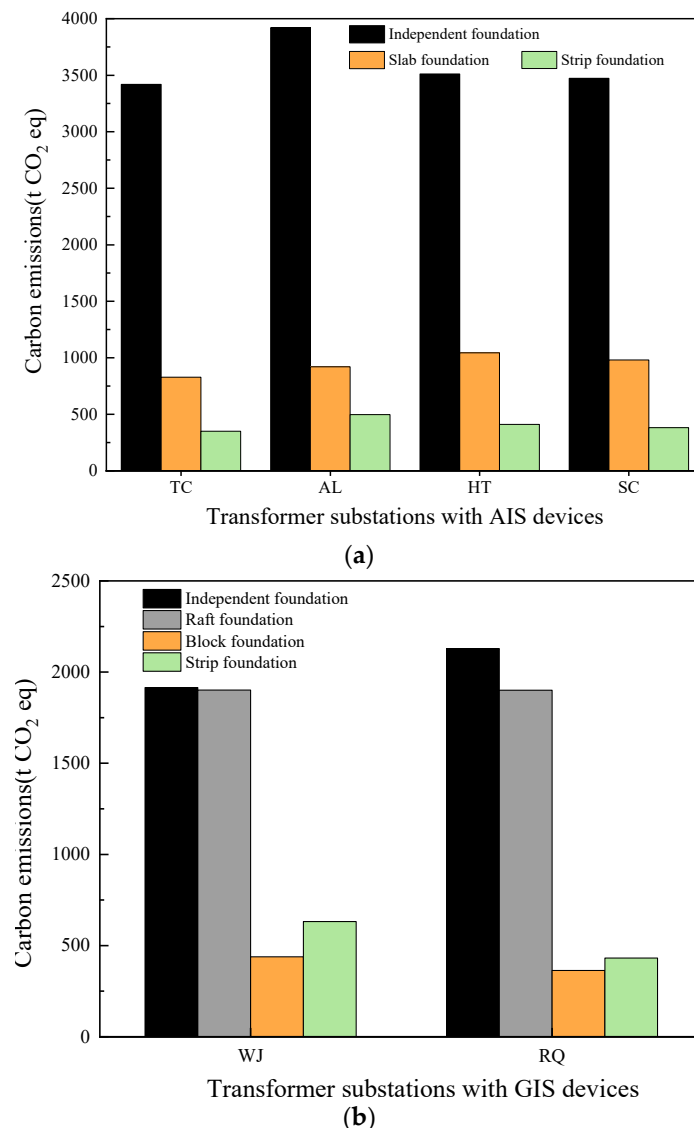 4000
3500
3000
2500
2000
1500
1000
500
0
Carbon emissions(t CO₂ eq)
Independent foundation
Slab foundation
Strip foundation
TC
AL
HT
SC
Transformer substations with AIS devices
(a)
2500
2000
1500
1000
500
0
Carbon emissions(t CO₂ eq)
Independent foundation
Raft foundation
Block foundation
Strip foundation
WJ
RQ
Transformer substations with GIS devices
(b)